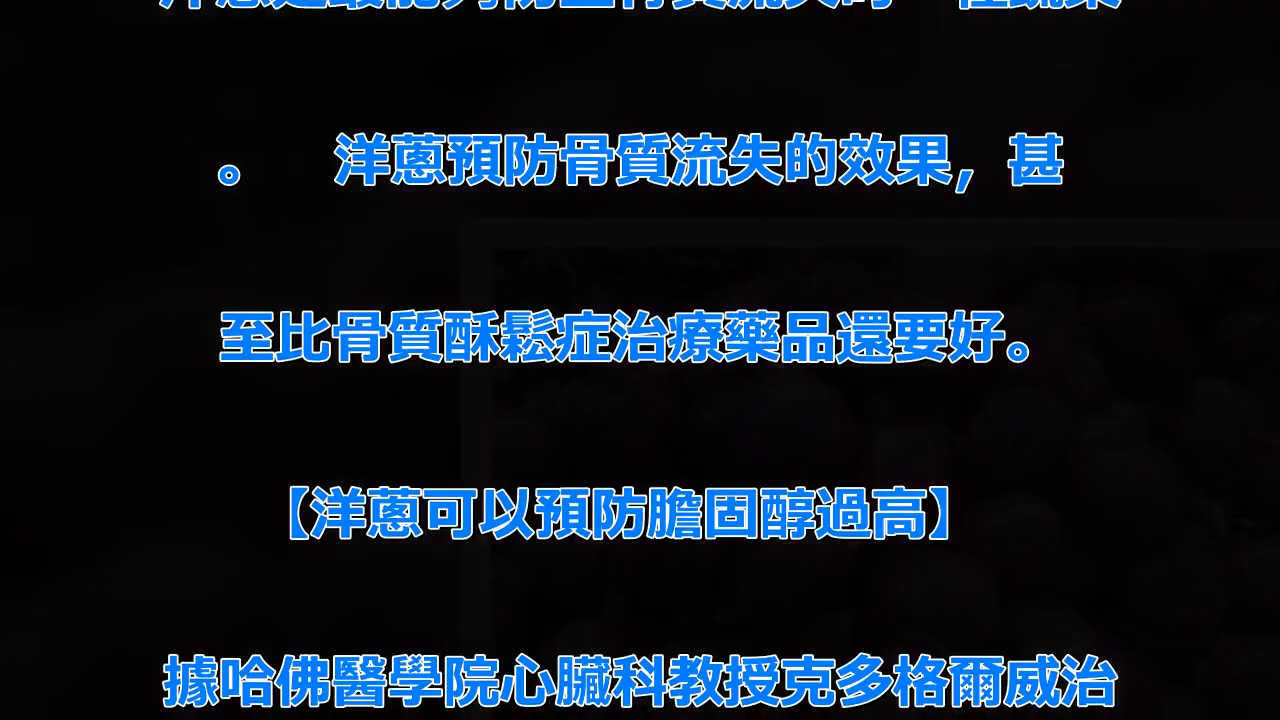 。 洋蔥預防骨質流失的效果，甚
至比骨質酥鬆症治療藥品還要好。
【洋蔥可以預防膽固醇過高】
據哈佛醫學院心臟科教授克多格爾威治